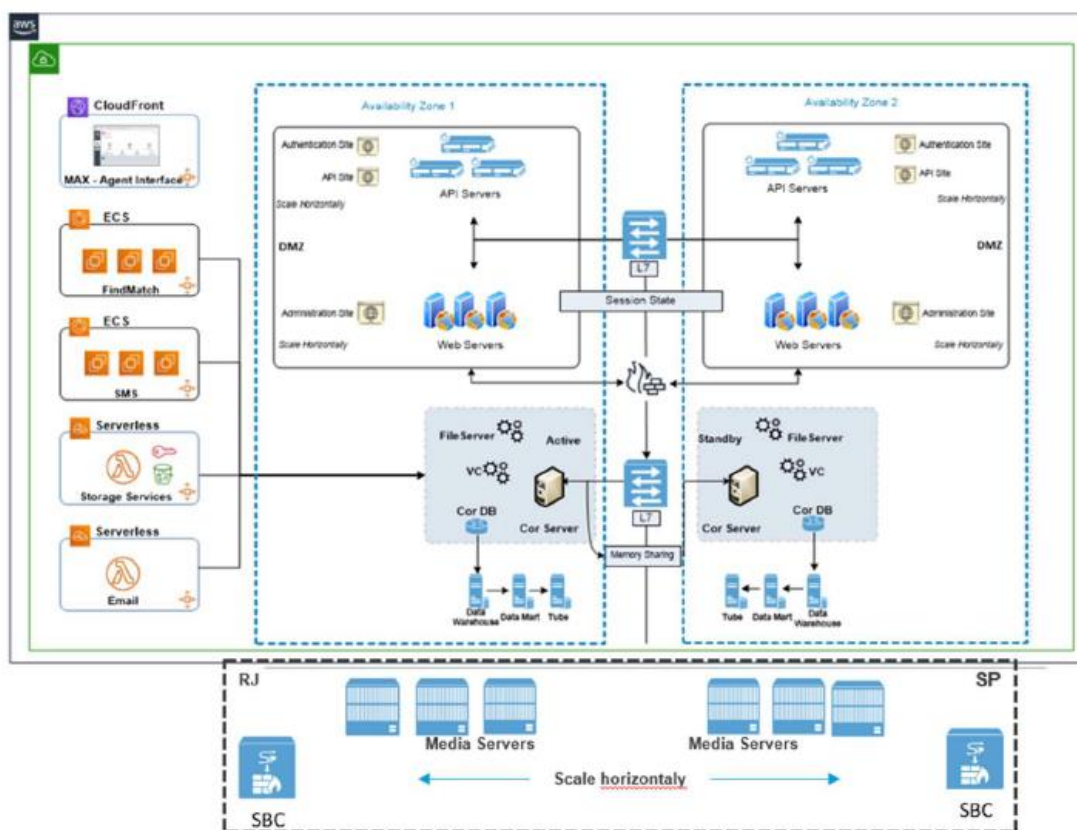 aws
CloudFront
MAX - Agent Interface
ECS
FindMatch
ECS
SMS
Serverless
Storage Services
Serverless
Email
Availability Zone 1
Authentication Site
API Site
Scale Horizontally
API Servers
DMZ
Administration Site
Scale Horizontally
Web Servers
L7
Session State
Availability Zone 2
API Servers
Authentication Site
API Site
Scale Horizontally
DMZ
Web Servers
Administration Site
Scale Horizontally
FileServer
Active
VC
Cor DB
Cor Server
L7
Memory Sharing
Standby
FileServer
VC
Cor Server
Cor DB
Data
Warehouse
Data Mart
Tube
Tube
Data Mart
Data
Warehouse
RJ
SP
Media Servers
Media Servers
Scale horizontaly
SBC
SBC